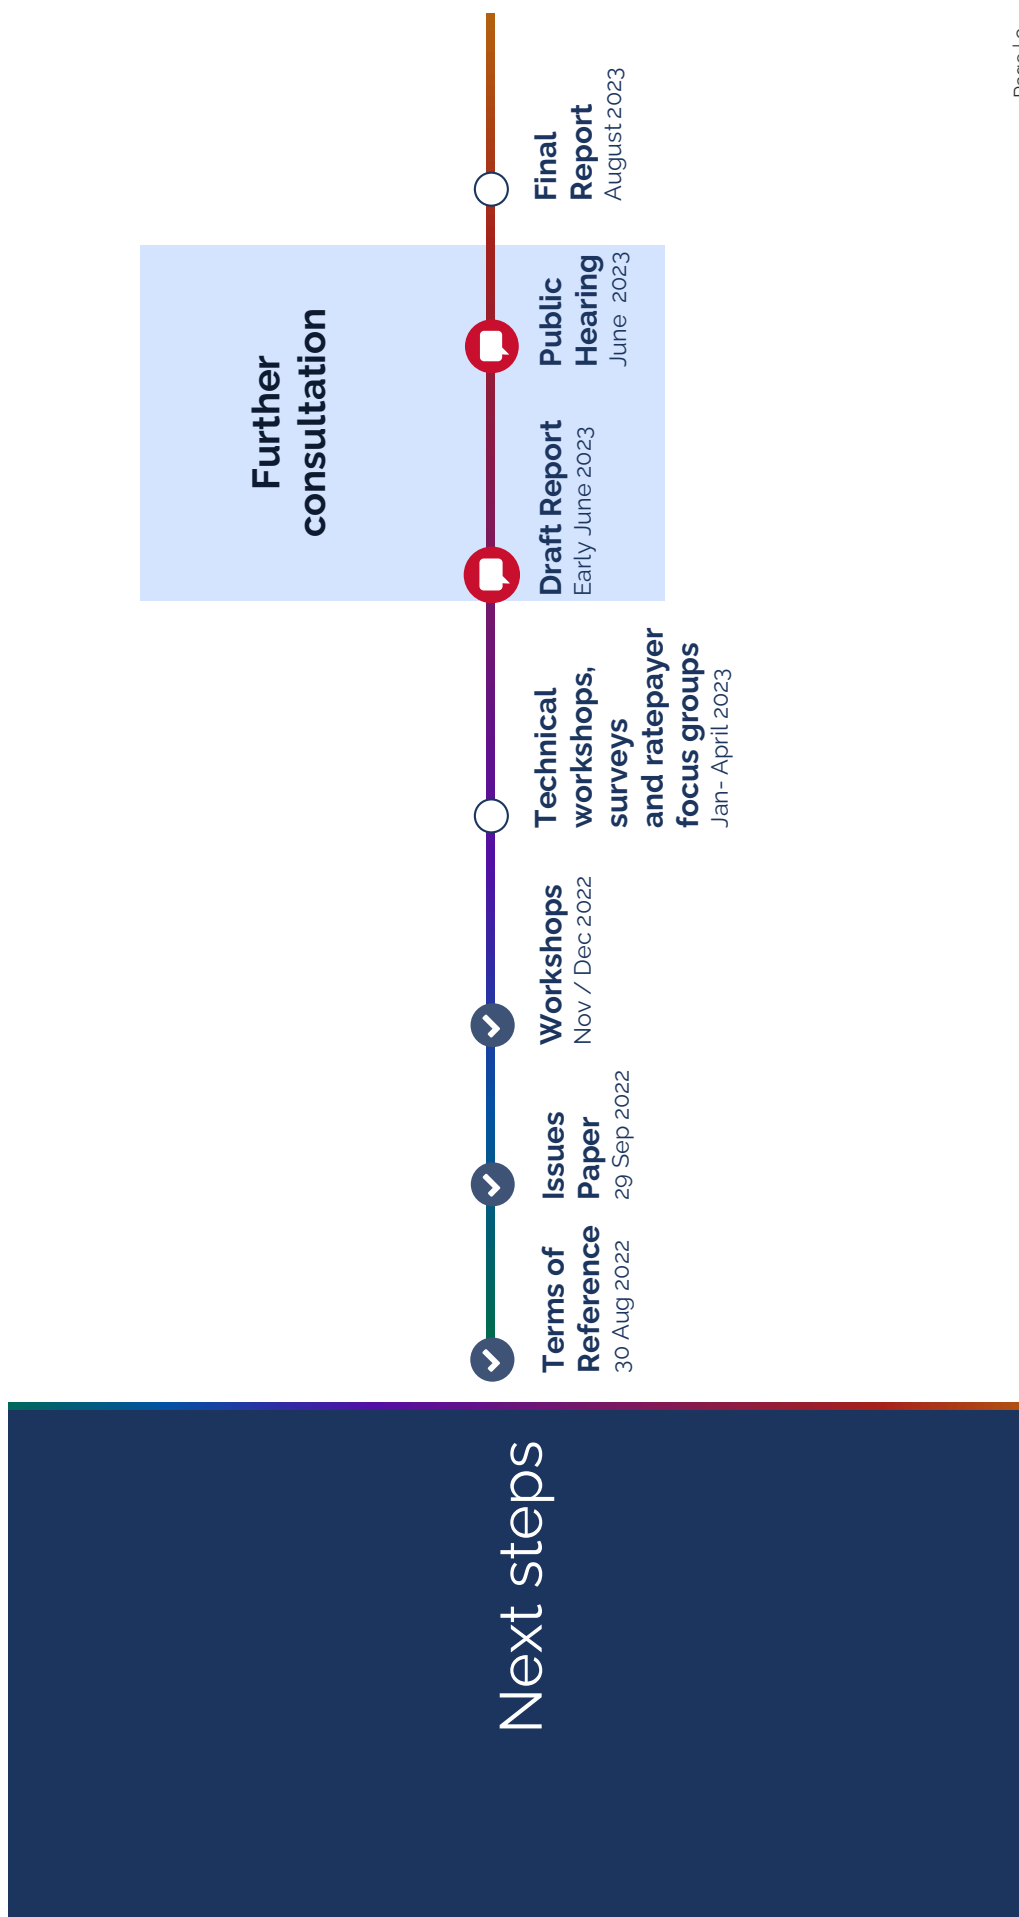 Next steps
Further
consultation
Terms of
Reference
30 Aug 2022
Issues
Paper
29 Sep 2022
Workshops
Nov / Dec 2022
Technical
workshops,
surveys
and ratepayer
focus groups
Jan- April 2023
Draft Report
Early June 2023
Public
Hearing
June 2023
Final
Report
August 2023